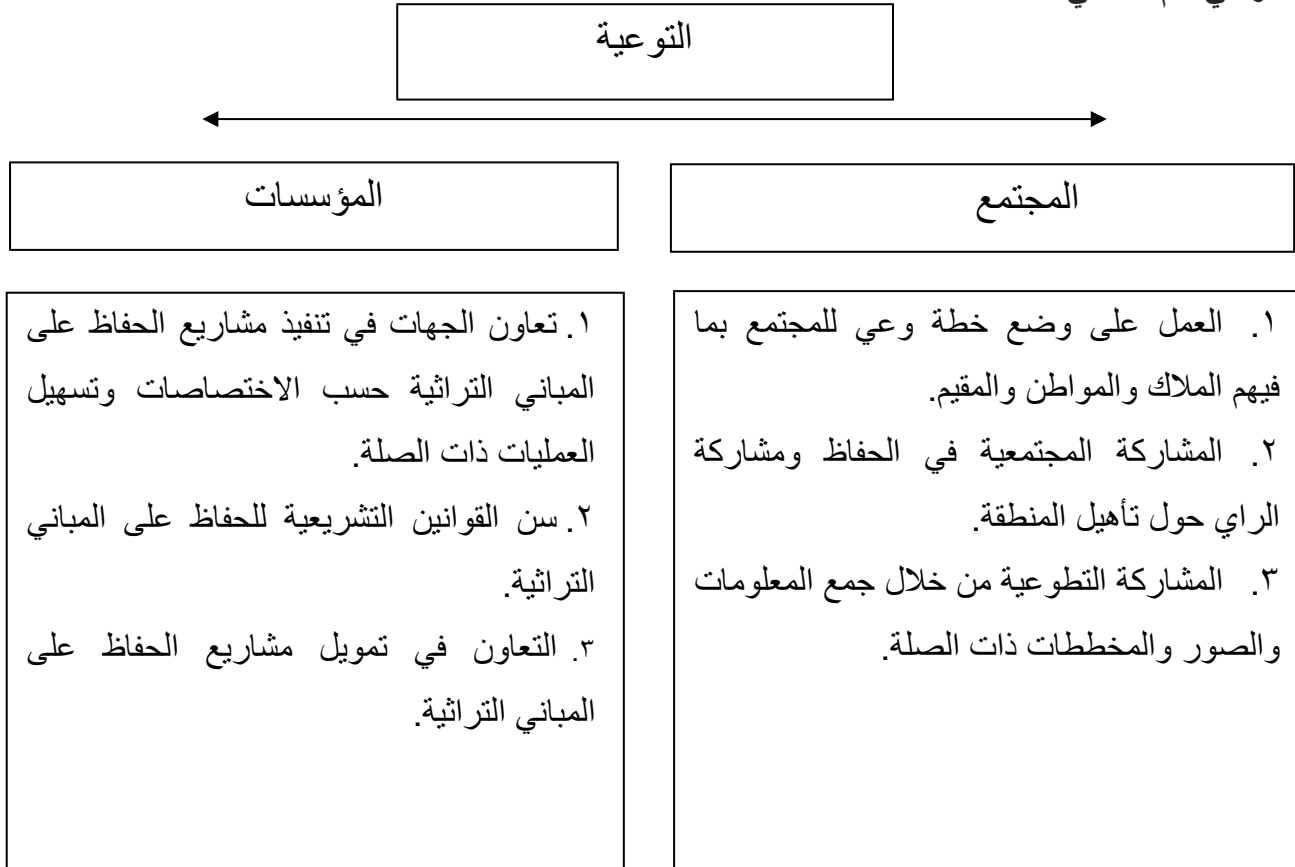 التوعية
المجتمع
المؤسسات
١. العمل على وضع خطة وعي للمجتمع بما
فيهم الملاك والمواطن والمقيم.
٢. المشاركة المجتمعية في الحفاظ ومشاركة
الراي حول تأهيل المنطقة.
٣. المشاركة التطوعية من خلال جمع المعلومات
والصور والمخططات ذات الصلة.
١. تعاون الجهات في تنفيذ مشاريع الحفاظ على
المباني التراثية حسب الاختصاصات وتسهيل
العمليات ذات الصلة.
٢. سن القوانين التشريعية للحفاظ على المباني
التراثية.
٣. التعاون في تمويل مشاريع الحفاظ على
المباني التراثية.